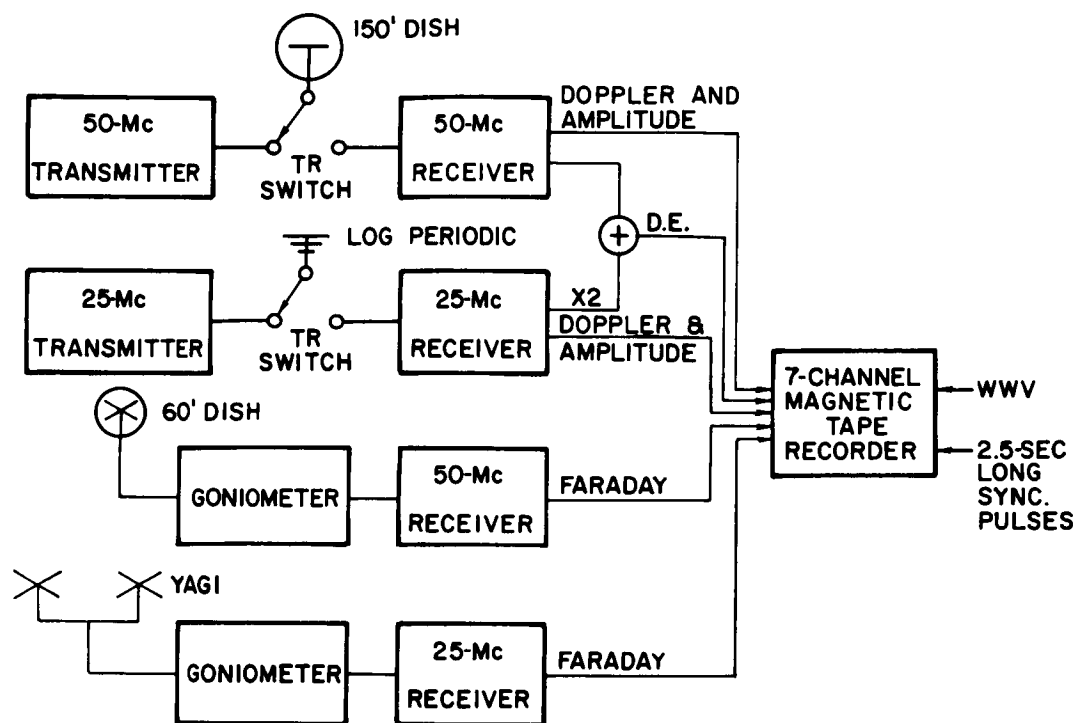 150' DISH
50-Mc
TRANSMITTER
TR
SWITCH
50-Mc
RECEIVER
DOPPLER AND
AMPLITUDE
+
D.E.
LOG PERIODIC
25-Mc
TRANSMITTER
TR
SWITCH
25-Mc
RECEIVER
X2
DOPPLER &
AMPLITUDE
7-CHANNEL
MAGNETIC
TAPE
RECORDER
WWV
2.5-SEC
LONG
SYNC.
PULSES
60' DISH
GONIOMETER
50-Mc
RECEIVER
FARADAY
YAGI
GONIOMETER
25-Mc
RECEIVER
FARADAY